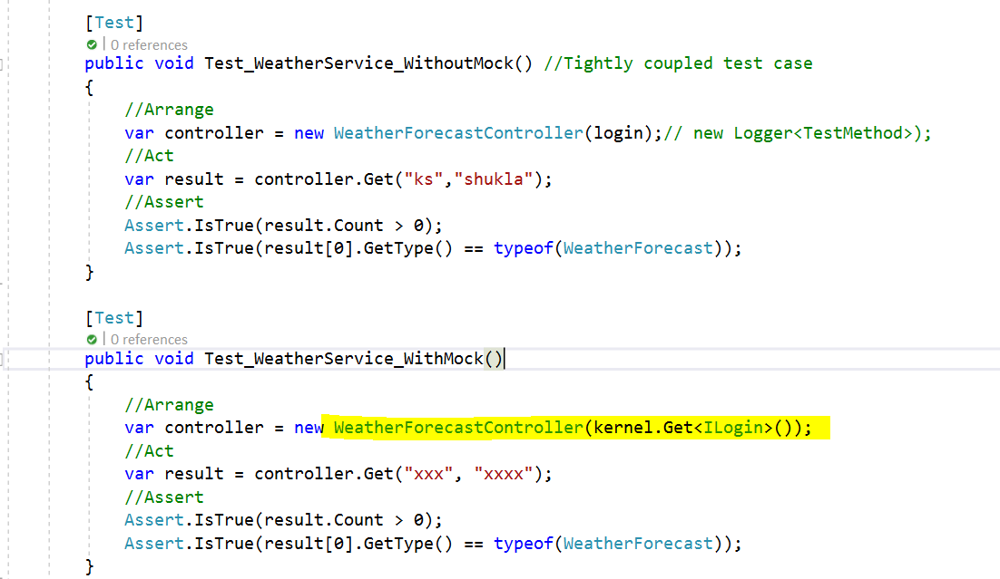 [Test]
| 0 references
public void Test_WeatherService_WithoutMock() //Tightly coupled test case
{
//Arrange
var controller = new WeatherForecastController(login);// new Logger<TestMethod>);
//Act
var result = controller.Get("ks","shukla");
//Assert
Assert.IsTrue(result.Count > 0);
Assert.IsTrue(result[0].GetType() == typeof(WeatherForecast));
}
[Test]
| 0 references
public void Test_WeatherService_WithMock()
{
//Arrange
var controller = new WeatherForecastController(kernel.Get<ILogin>());
//Act
var result = controller.Get("xxx", "xxxx");
//Assert
Assert.IsTrue(result.Count > 0);
Assert.IsTrue(result[0].GetType() == typeof(WeatherForecast));
}